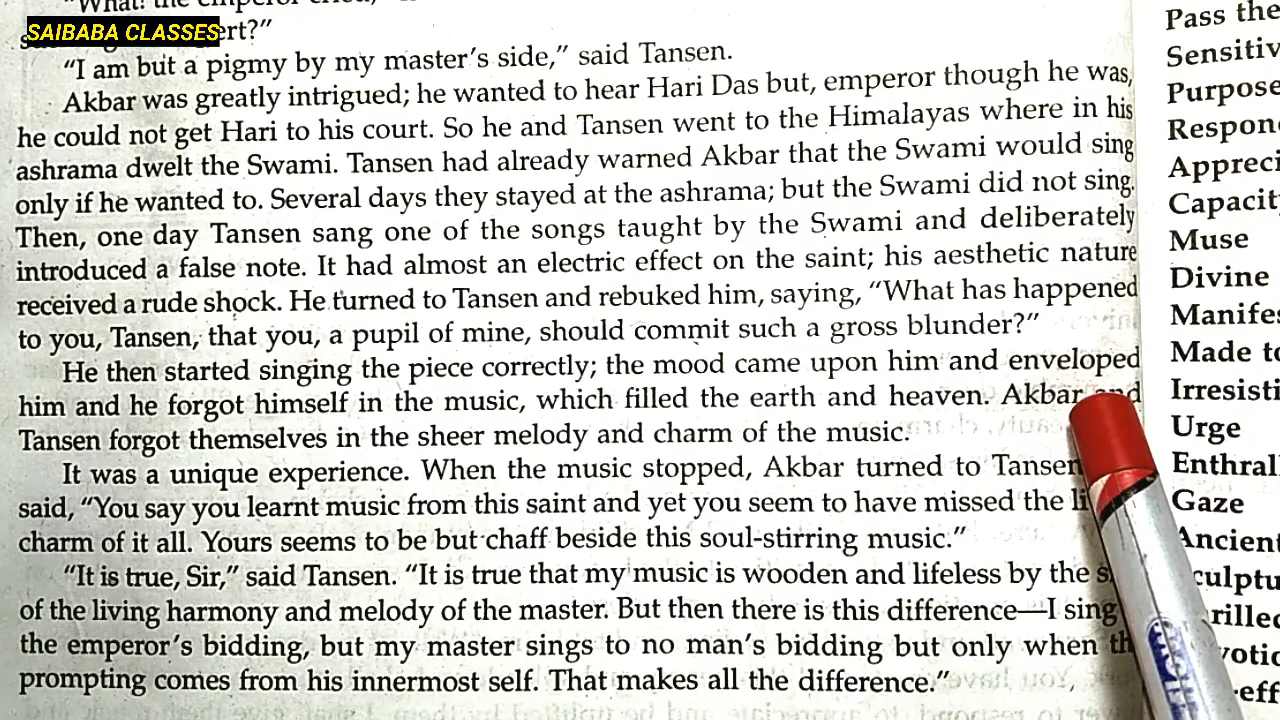 "What! the emperor cried,
SAIBABA CLASSES
ert?"
"I am but a pigmy by my master's side," said Tansen.
Akbar was greatly intrigued; he wanted to hear Hari Das but, emperor though he was,
he could not get Hari to his court. So he and Tansen went to the Himalayas where in his
ashrama dwelt the Swami. Tansen had already warned Akbar that the Swami would sing
only if he wanted to. Several days they stayed at the ashrama; but the Swami did not sing.
Then, one day Tansen sang one of the songs taught by the Swami and deliberately
introduced a false note. It had almost an electric effect on the saint; his aesthetic nature
received a rude shock. He turned to Tansen and rebuked him, saying, "What has happened
to you, Tansen, that you, a pupil of mine, should commit such a gross blunder?"
He then started singing the piece correctly; the mood came upon him and enveloped
him and he forgot himself in the music, which filled the earth and heaven. Akbar and
Tansen forgot themselves in the sheer melody and charm of the music.
It was a unique experience. When the music stopped, Akbar turned to Tansen
said, "You say you learnt music from this saint and yet you seem to have missed the li
charm of it all. Yours seems to be but chaff beside this soul-stirring music."
"It is true, Sir," said Tansen. "It is true that my music is wooden and lifeless by the s
of the living harmony and melody of the master. But then there is this difference—I sing
the emperor's bidding, but my master sings to no man's bidding but only when th
prompting comes from his innermost self. That makes all the difference."
Pass the
Sensitiv
Purpose
Respon
Appreci
Capacit
Muse
Divine
Manifes
Made to
Irresisti
Urge
Enthral
Gaze
Ancient
culptu
rilled
votio
-eff